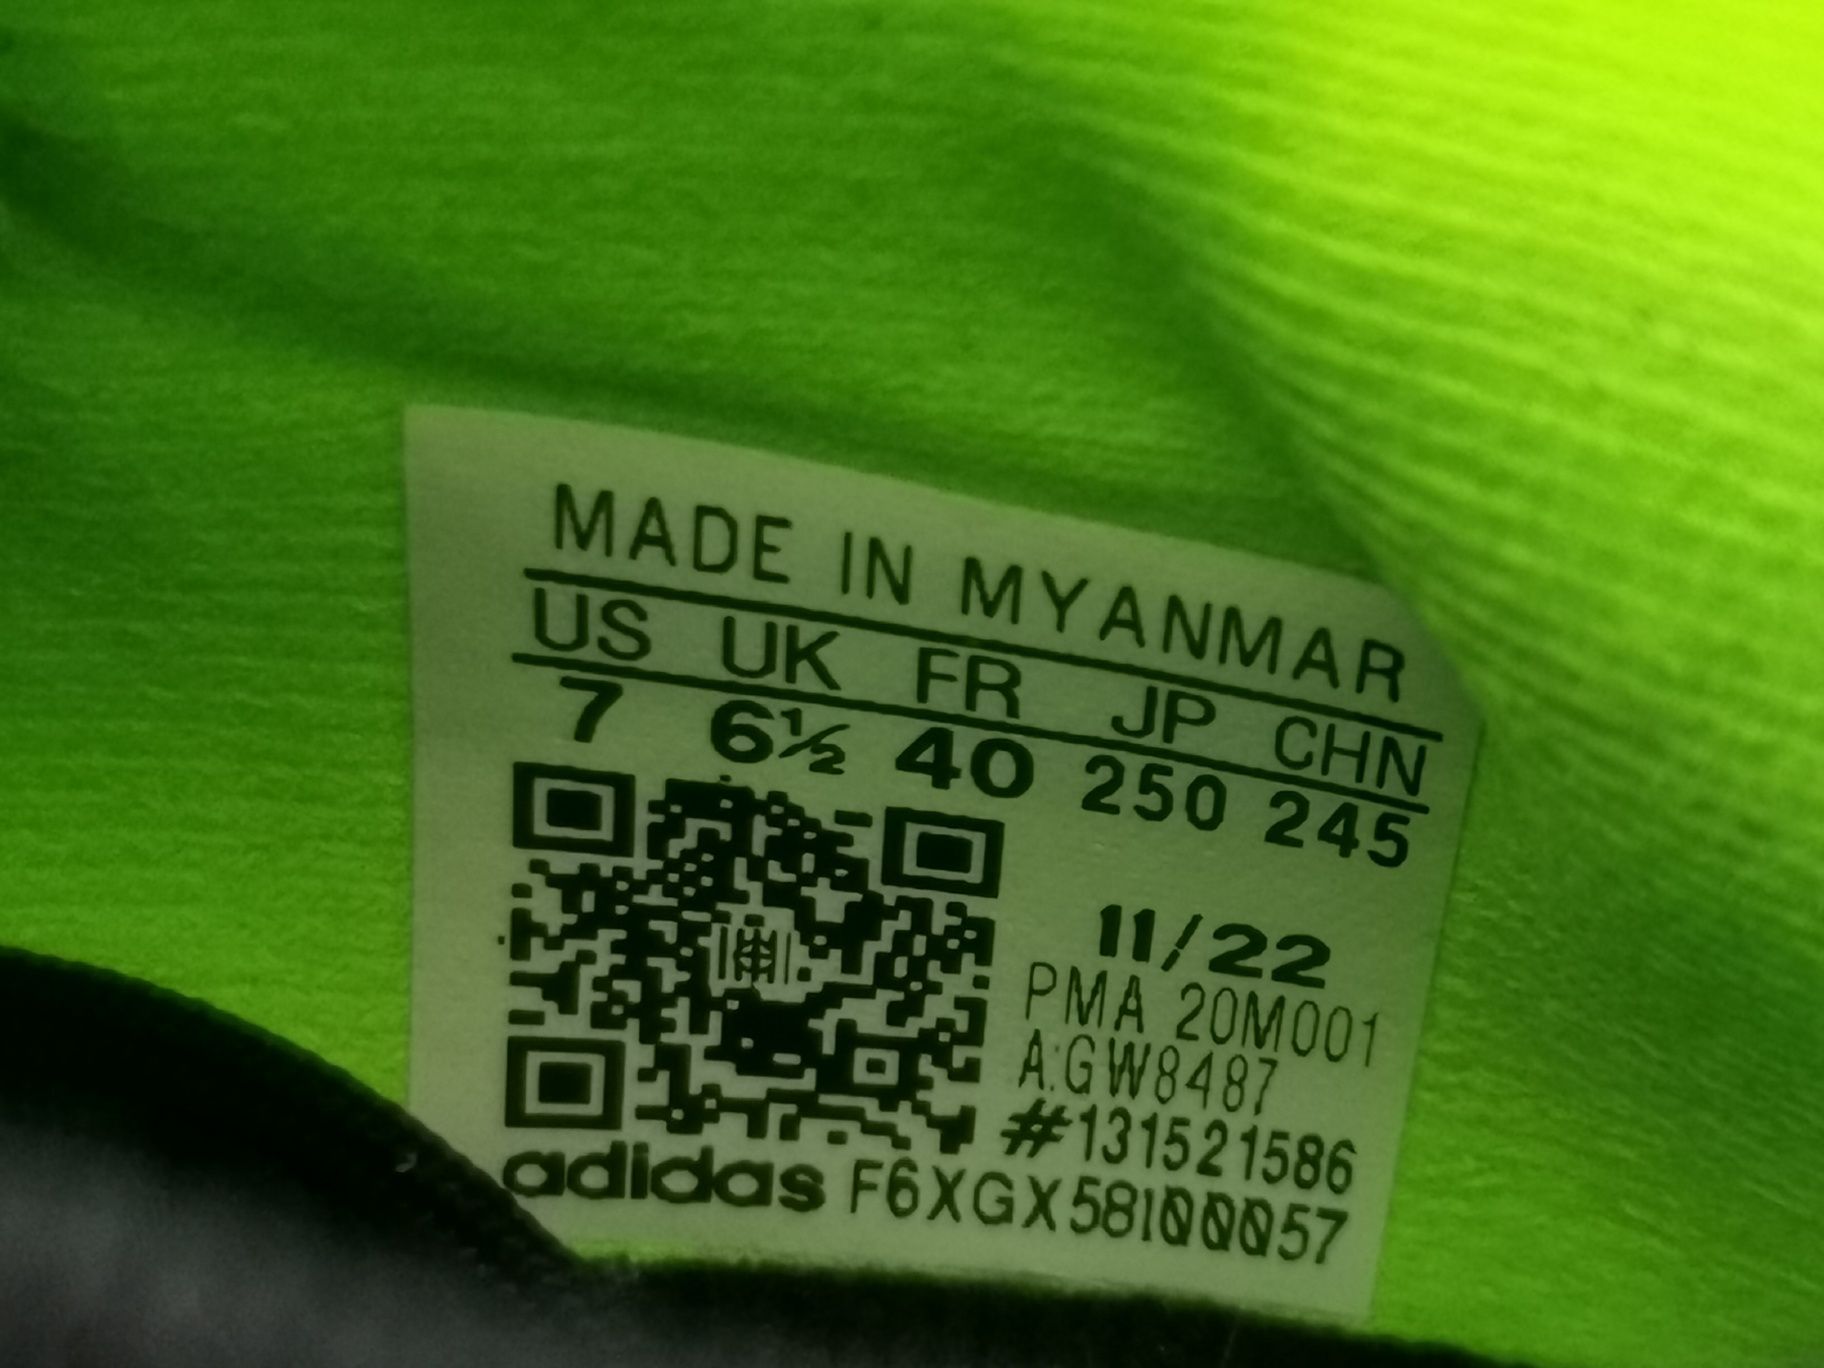 MADE IN MYANMAR
US UK FR JP CHN
7 6½ 40 250 245
11/22
PMA 20M001
A:GW8487
#131521586
adidas F6XGX58100057